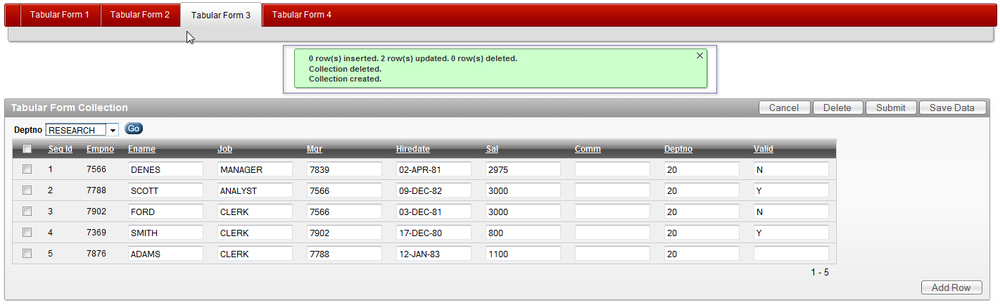 Tabular Form 1 Tabular Form 2 Tabular Form 3 Tabular Form 4
0 row(s) inserted. 2 row(s) updated. 0 row(s) deleted.
Collection deleted.
Collection created.
Tabular Form Collection Cancel Delete Submit Save Data
Deptno RESEARCH Go
Seq Id Empno Ename Job Mgr Hiredate Sal Comm Deptno Valid
1 7566 DENES MANAGER 7839 02-APR-81 2975 20 N
2 7788 SCOTT ANALYST 7566 09-DEC-82 3000 20 Y
3 7902 FORD CLERK 7566 03-DEC-81 3000 20 N
4 7369 SMITH CLERK 7902 17-DEC-80 800 20 Y
5 7876 ADAMS CLERK 7788 12-JAN-83 1100 20
1 - 5
Add Row